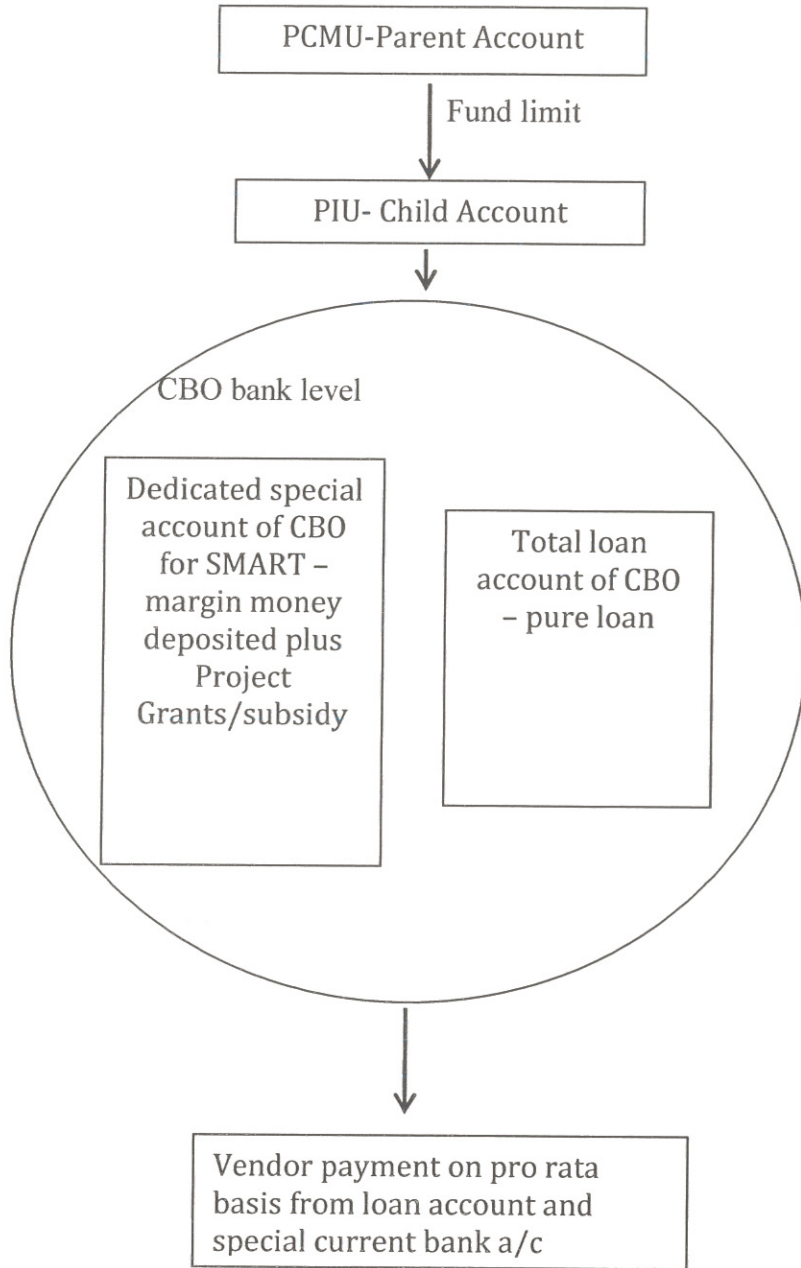 PCMU-Parent Account
Fund limit
PIU- Child Account
CBO bank level
Dedicated special
account of CBO
for SMART –
margin money
deposited plus
Project
Grants/subsidy
Total loan
account of CBO
– pure loan
Vendor payment on pro rata
basis from loan account and
special current bank a/c